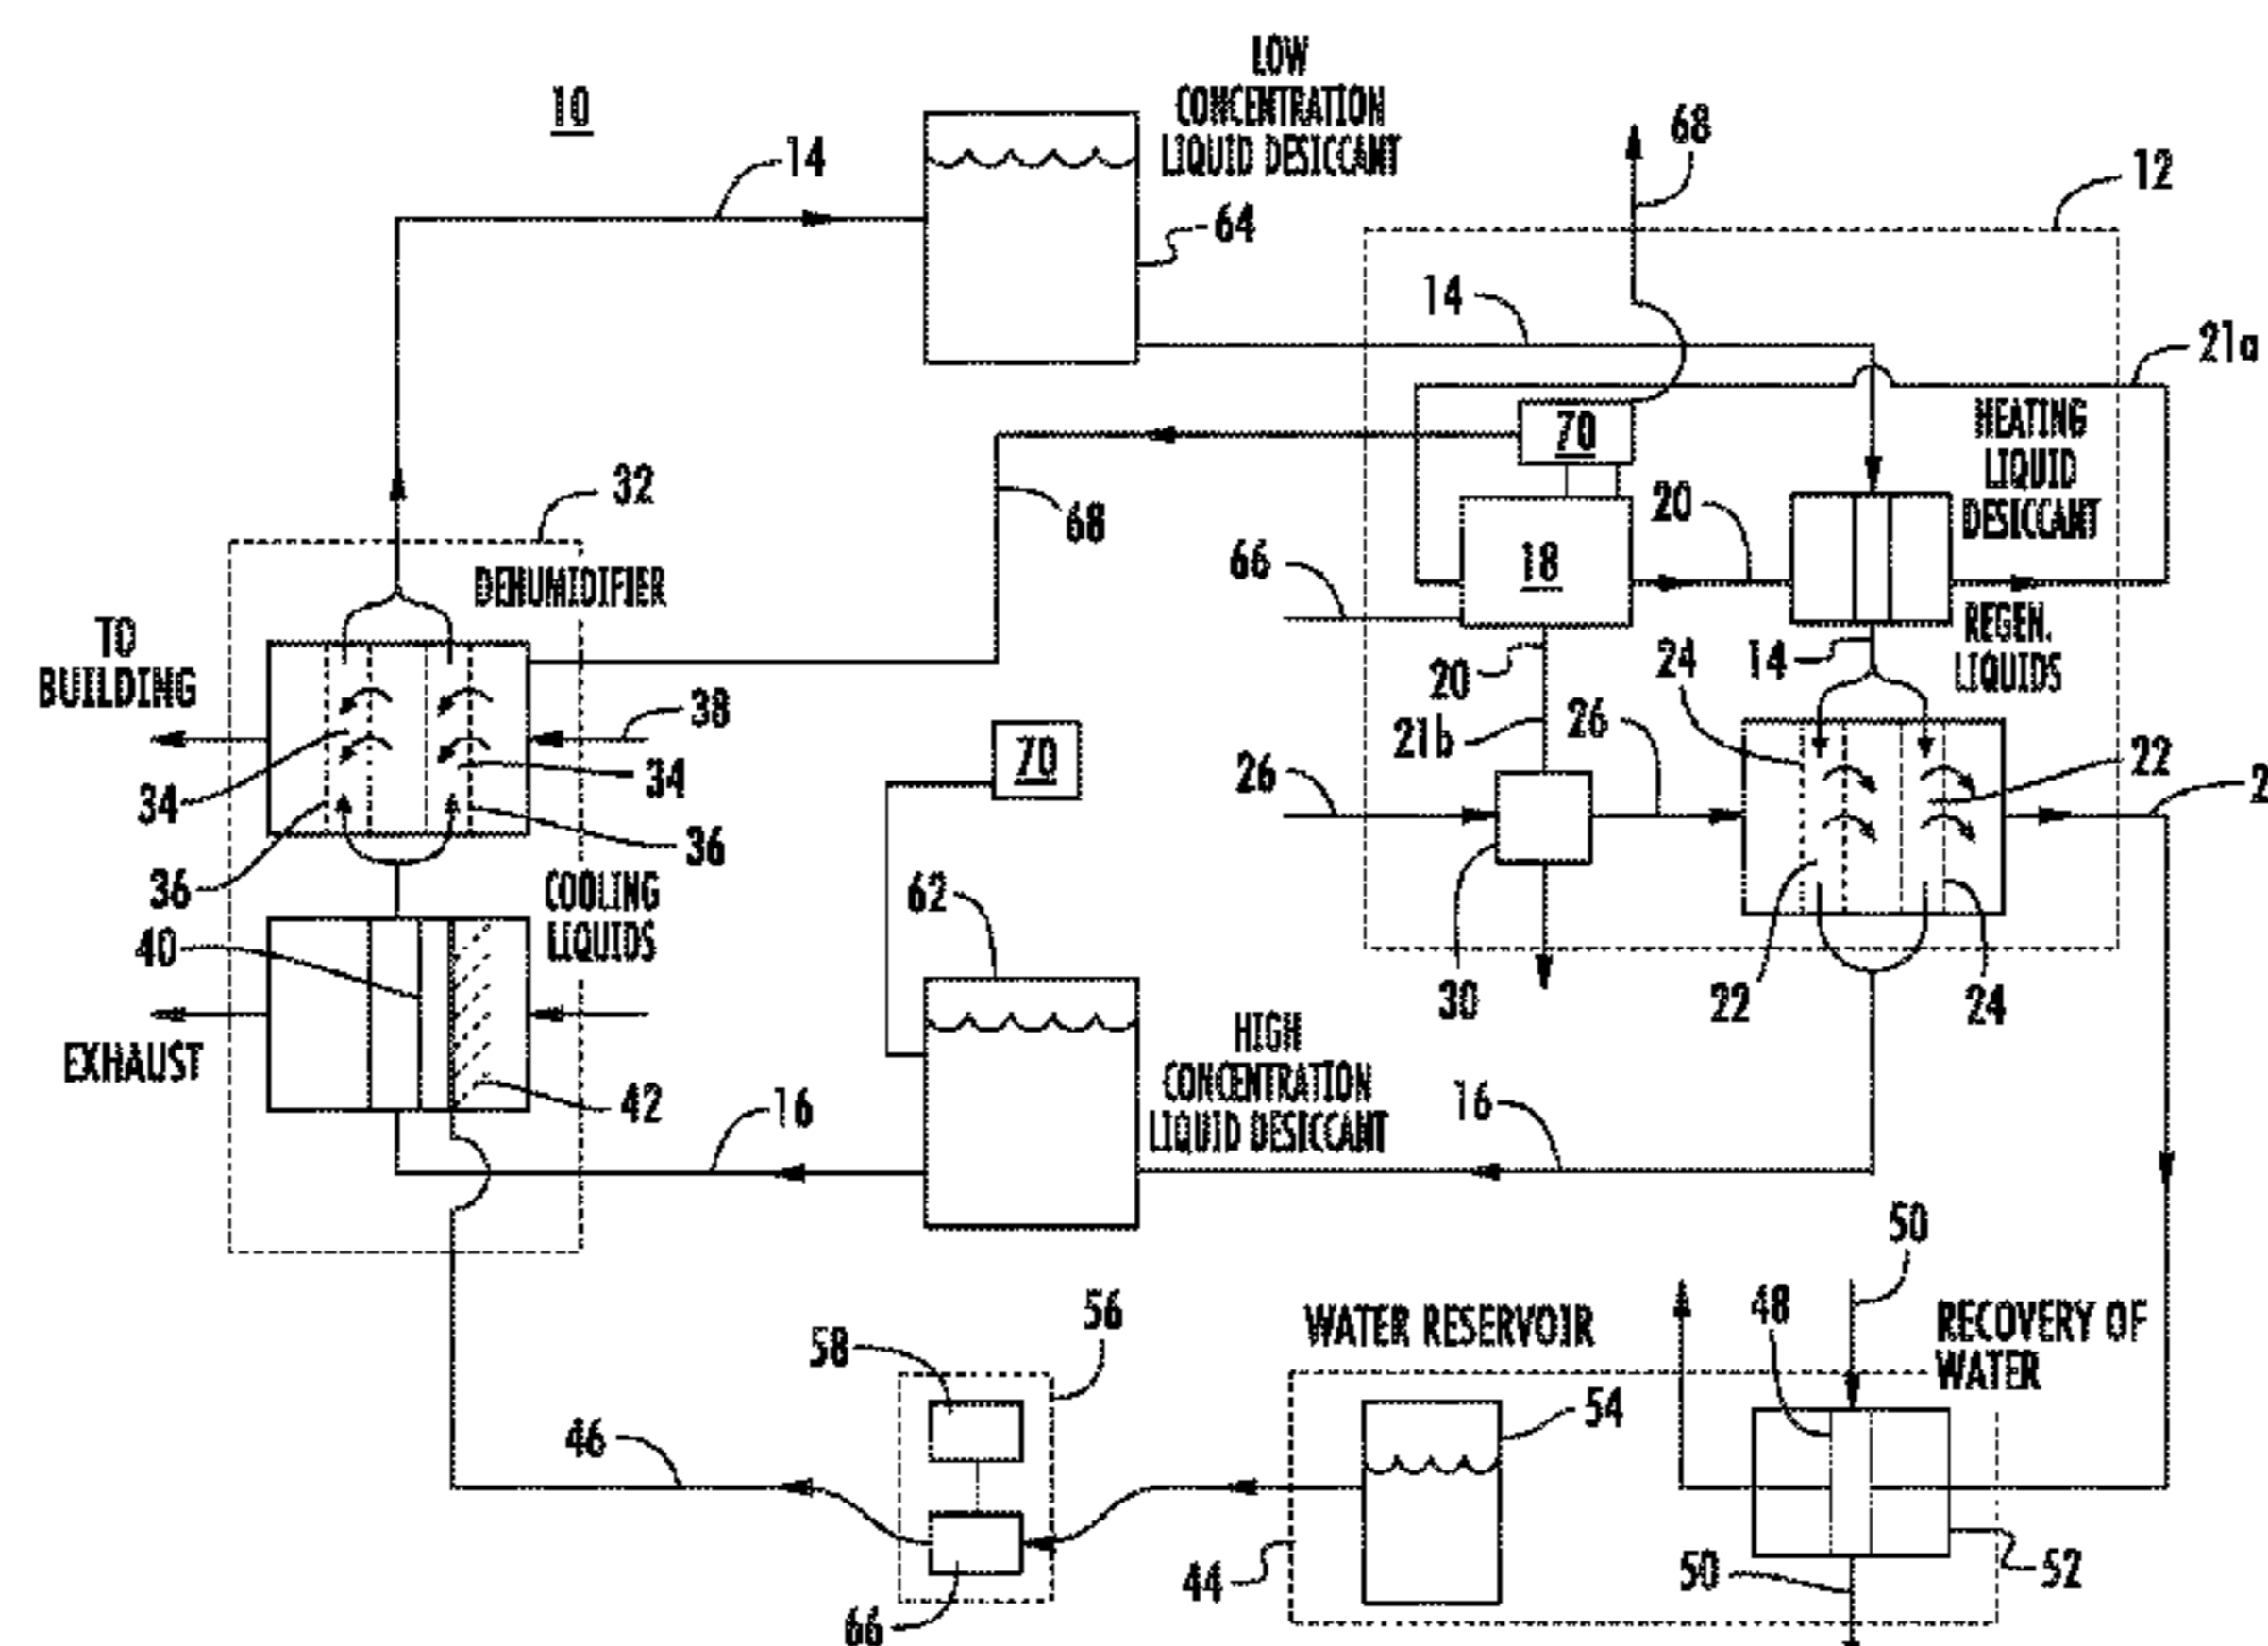 10
LOW
CONCENTRATION
LIQUID DESICCANT
14
68
12
64
14
21a
70
HEATING
LIQUID
DESICCANT
32
68
20
18
66
DEHUMIDIFIER
REGEN.
LIQUIDS
TO
BUILDING
20
24
14
38
21b
26
70
26
22
34
34
36
36
62
COOLING
LIQUIDS
40
30
22
24
EXHAUST
42
HIGH
CONCENTRATION
LIQUID DESICCANT
16
16
50
56
58
WATER RESERVOIR
48
RECOVERY OF
WATER
54
46
44
50
52
66